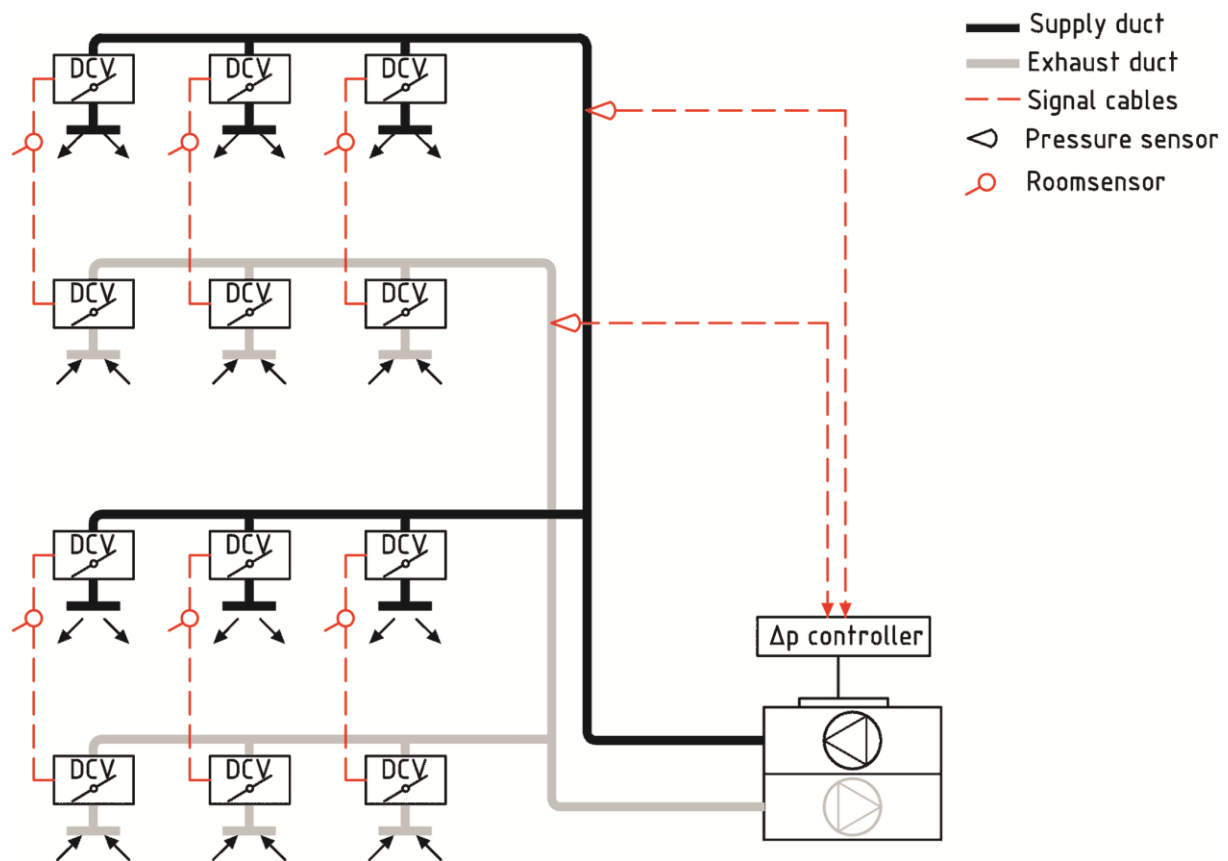 Supply duct
Exhaust duct
Signal cables
Pressure sensor
Roomsensor
DCV DCV DCV
DCV DCV DCV
DCV DCV DCV
Δp controller
DCV DCV DCV